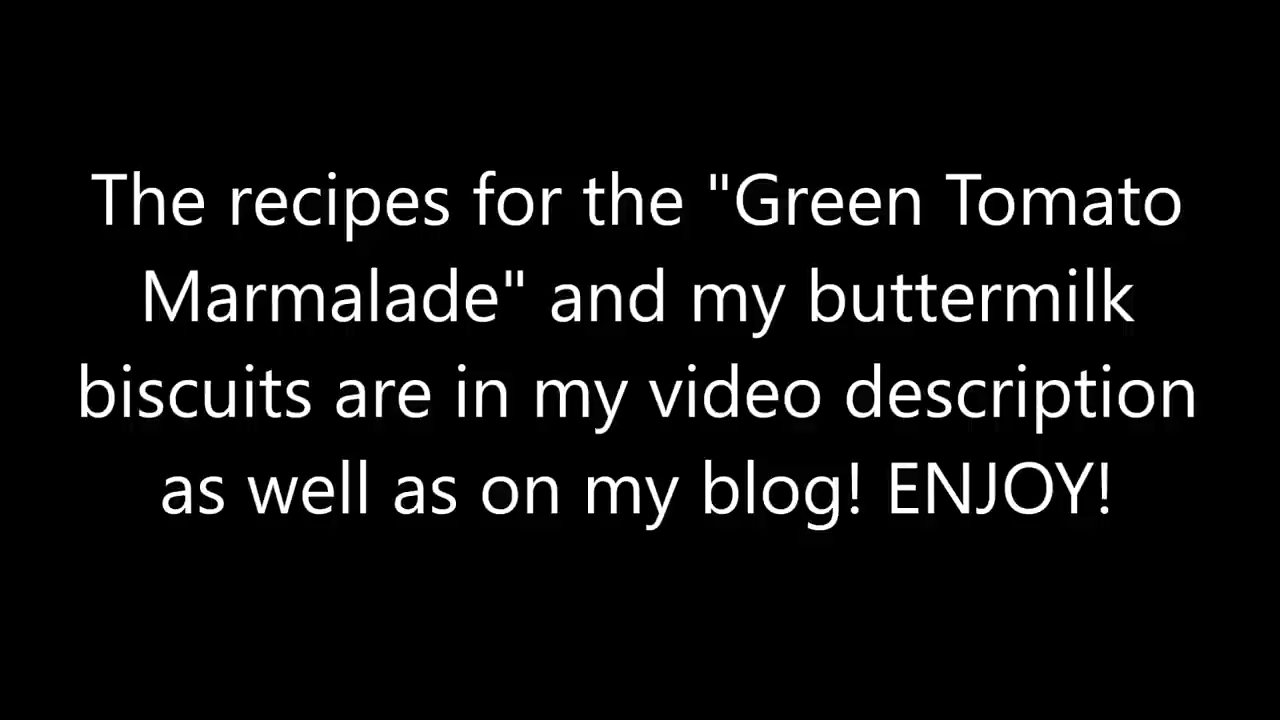 The recipes for the "Green Tomato
Marmalade" and my buttermilk
biscuits are in my video description
as well as on my blog! ENJOY!